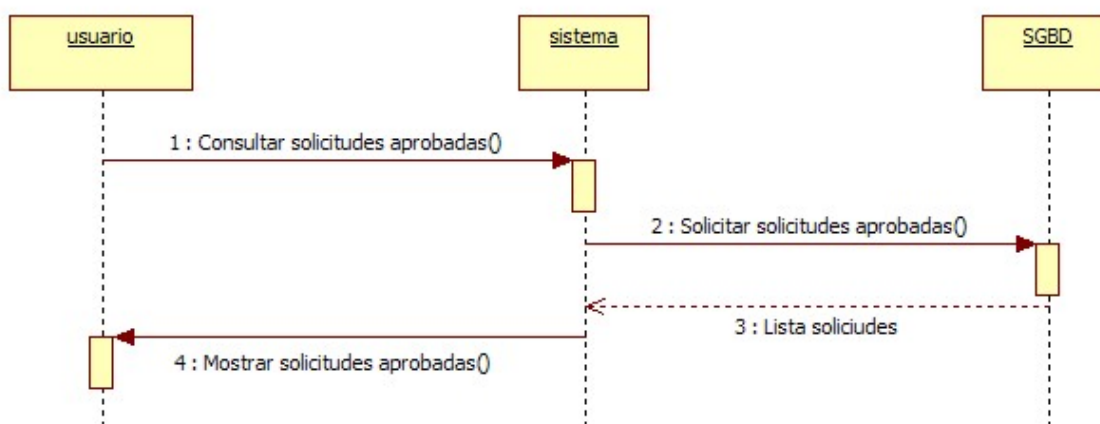 usuario
sistema
SGBD
1 : Consultar solicitudes aprobadas()
2 : Solicitar solicitudes aprobadas()
3 : Lista soliciudes
4 : Mostrar solicitudes aprobadas()